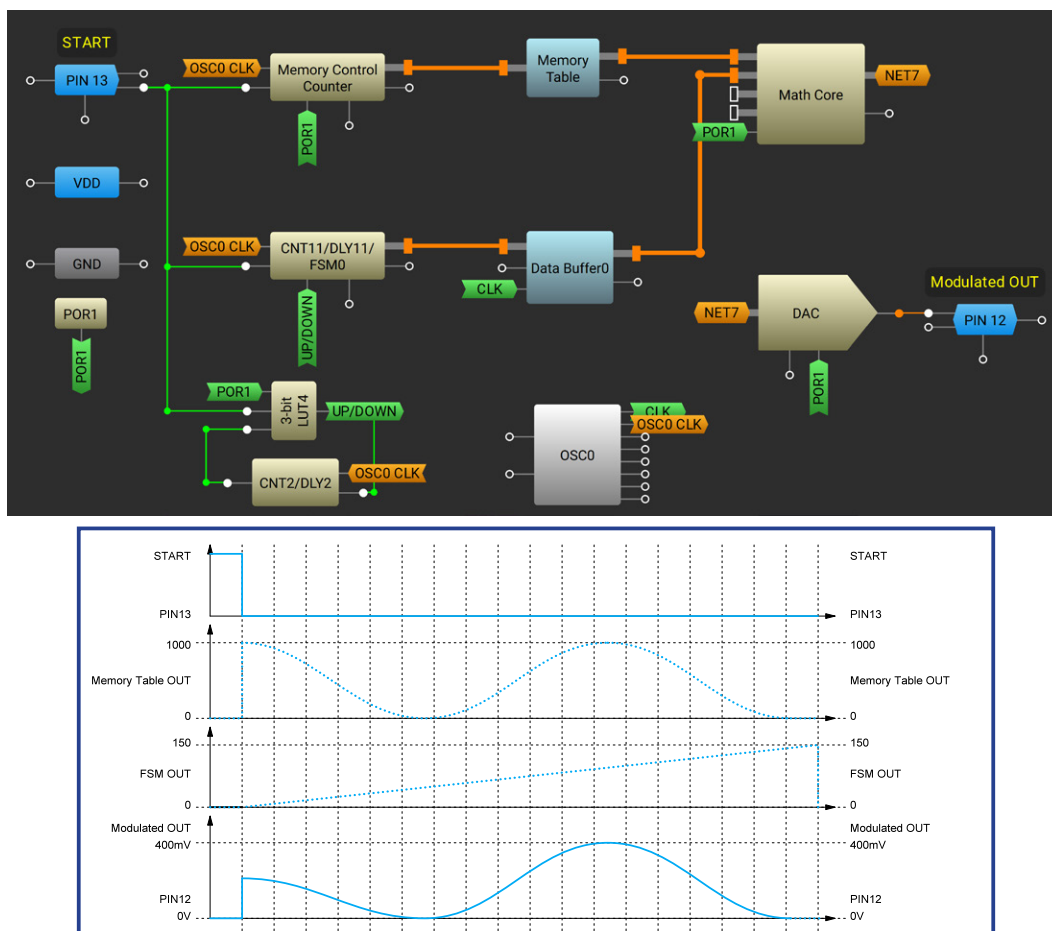 START
PIN 13
OSC0 CLK
Memory Control
Counter
POR1
Memory
Table
Math Core
NET7
POR1
VDD
GND
POR1
POR1
OSC0 CLK
CNT11/DLY11/
FSM0
UP/DOWN
Data Buffer0
CLK
NET7
DAC
POR1
Modulated OUT
PIN 12
POR1
3-bit
LUT4
UP/DOWN
CNT2/DLY2
OSC0 CLK
OSC0
CLK
OSC0 CLK
START
START
PIN13
PIN13
1000
1000
Memory Table OUT
Memory Table OUT
0
0
150
150
FSM OUT
FSM OUT
0
0
Modulated OUT
Modulated OUT
400mV
400mV
PIN12
PIN12
0V
0V